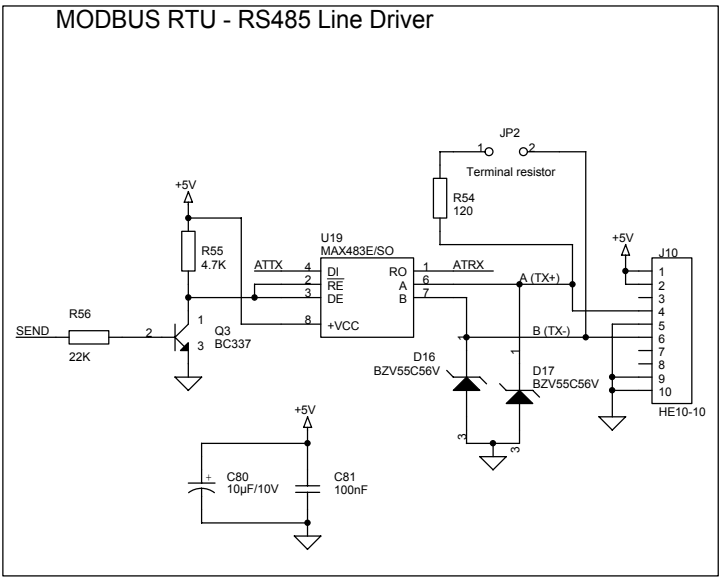 MODBUS RTU - RS485 Line Driver
JP2
1 2
Terminal resistor
R54
120
+5V
R55
4.7K
U19
MAX483E/SO
ATTX 4 DI RO 1 ATRX
2 RE A 6 A (TX+)
3 DE B 7
8 +VCC
B (TX-)
+5V
J10
1
2
3
4
5
6
7
8
9
10
HE10-10
R56
SEND
22K
2
1
3
Q3
BC337
D16
BZV55C56V
1
3
D17
BZV55C56V
1
3
+5V
+
C80
10µF/10V
C81
100nF